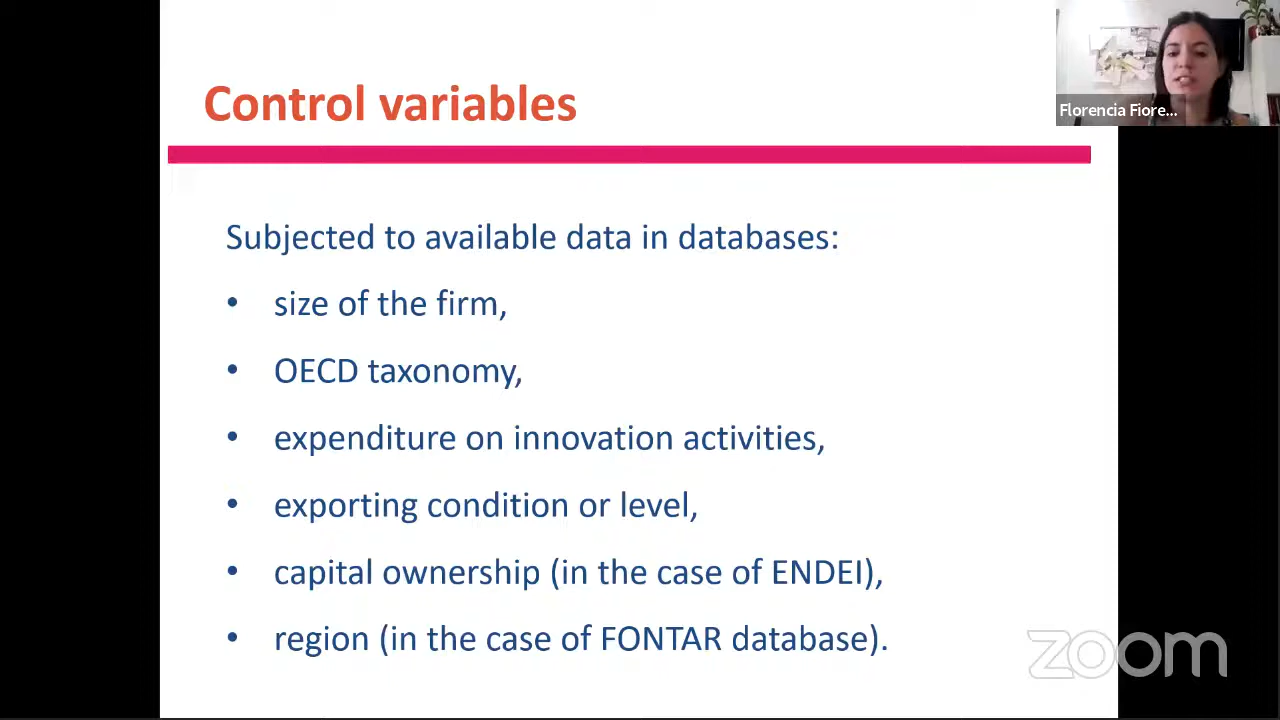 Control variables
Florencia Fiore...
Subjected to available data in databases:
• size of the firm,
• OECD taxonomy,
• expenditure on innovation activities,
• exporting condition or level,
• capital ownership (in the case of ENDEI),
• region (in the case of FONTAR database).
zoom